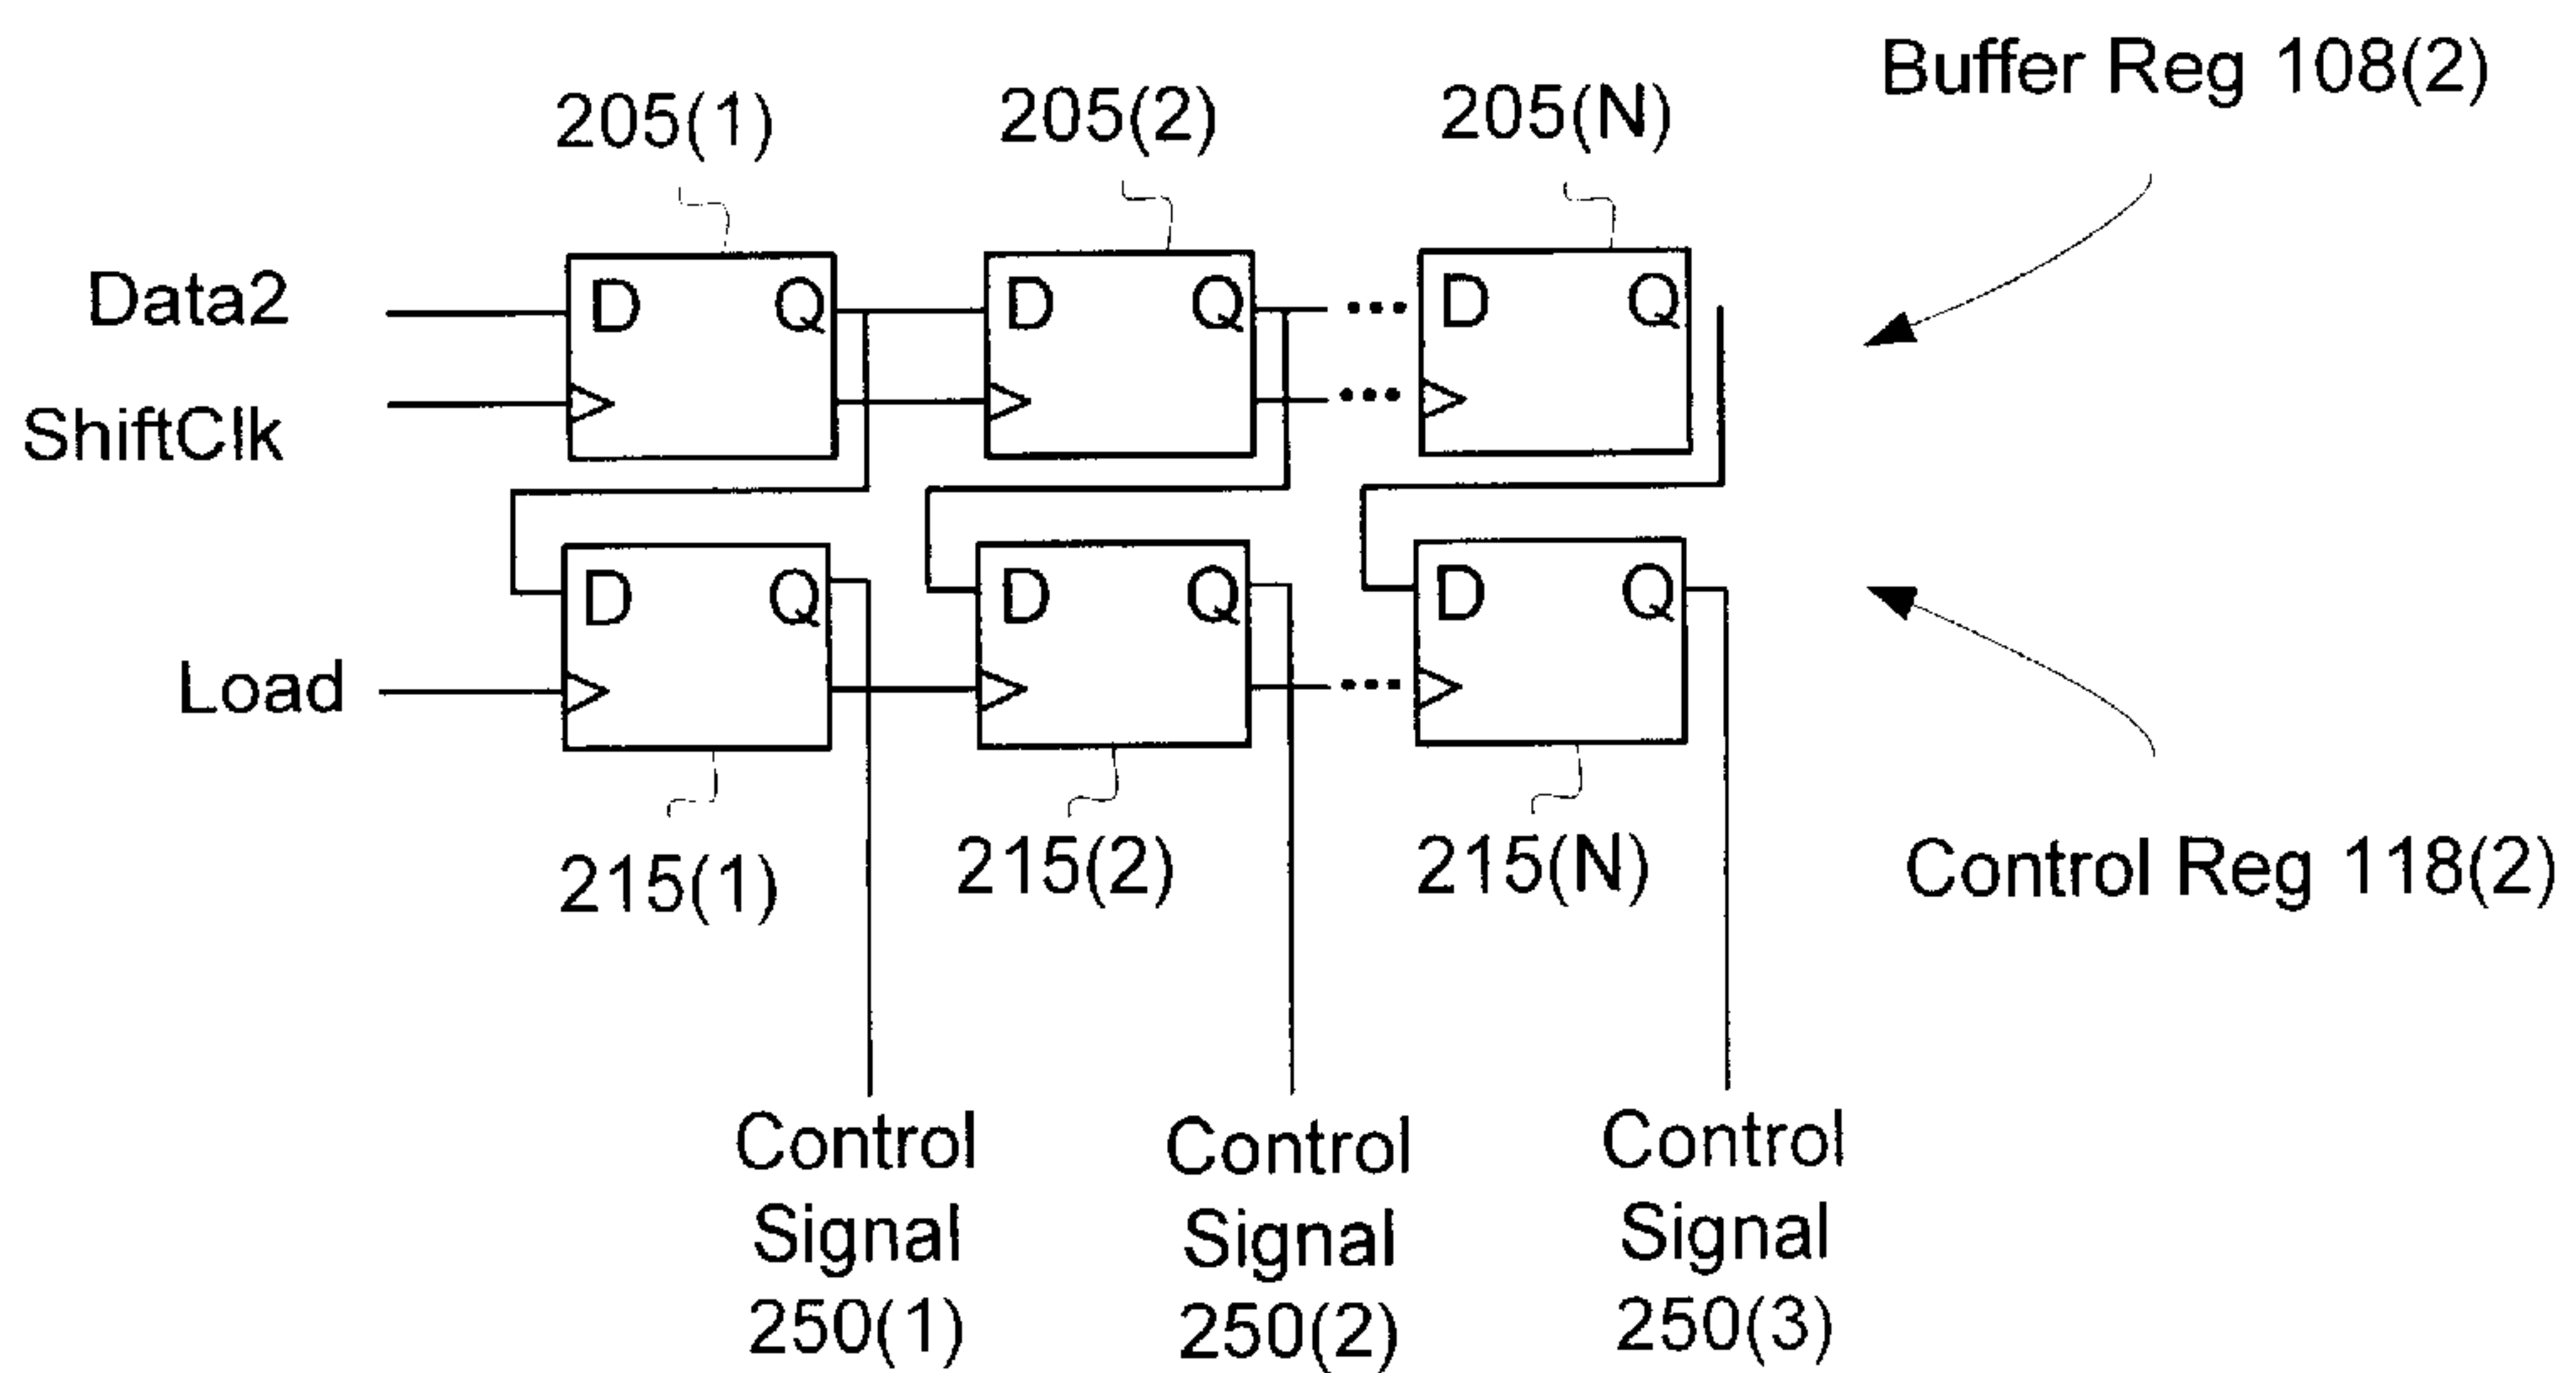 Buffer Reg 108(2)
205(1)
205(2)
205(N)
Data2
D Q
D Q
... D Q
ShiftClk
...
D Q
D Q
D Q
Load
...
215(1)
215(2)
215(N)
Control Reg 118(2)
Control
Signal
250(1)
Control
Signal
250(2)
Control
Signal
250(3)